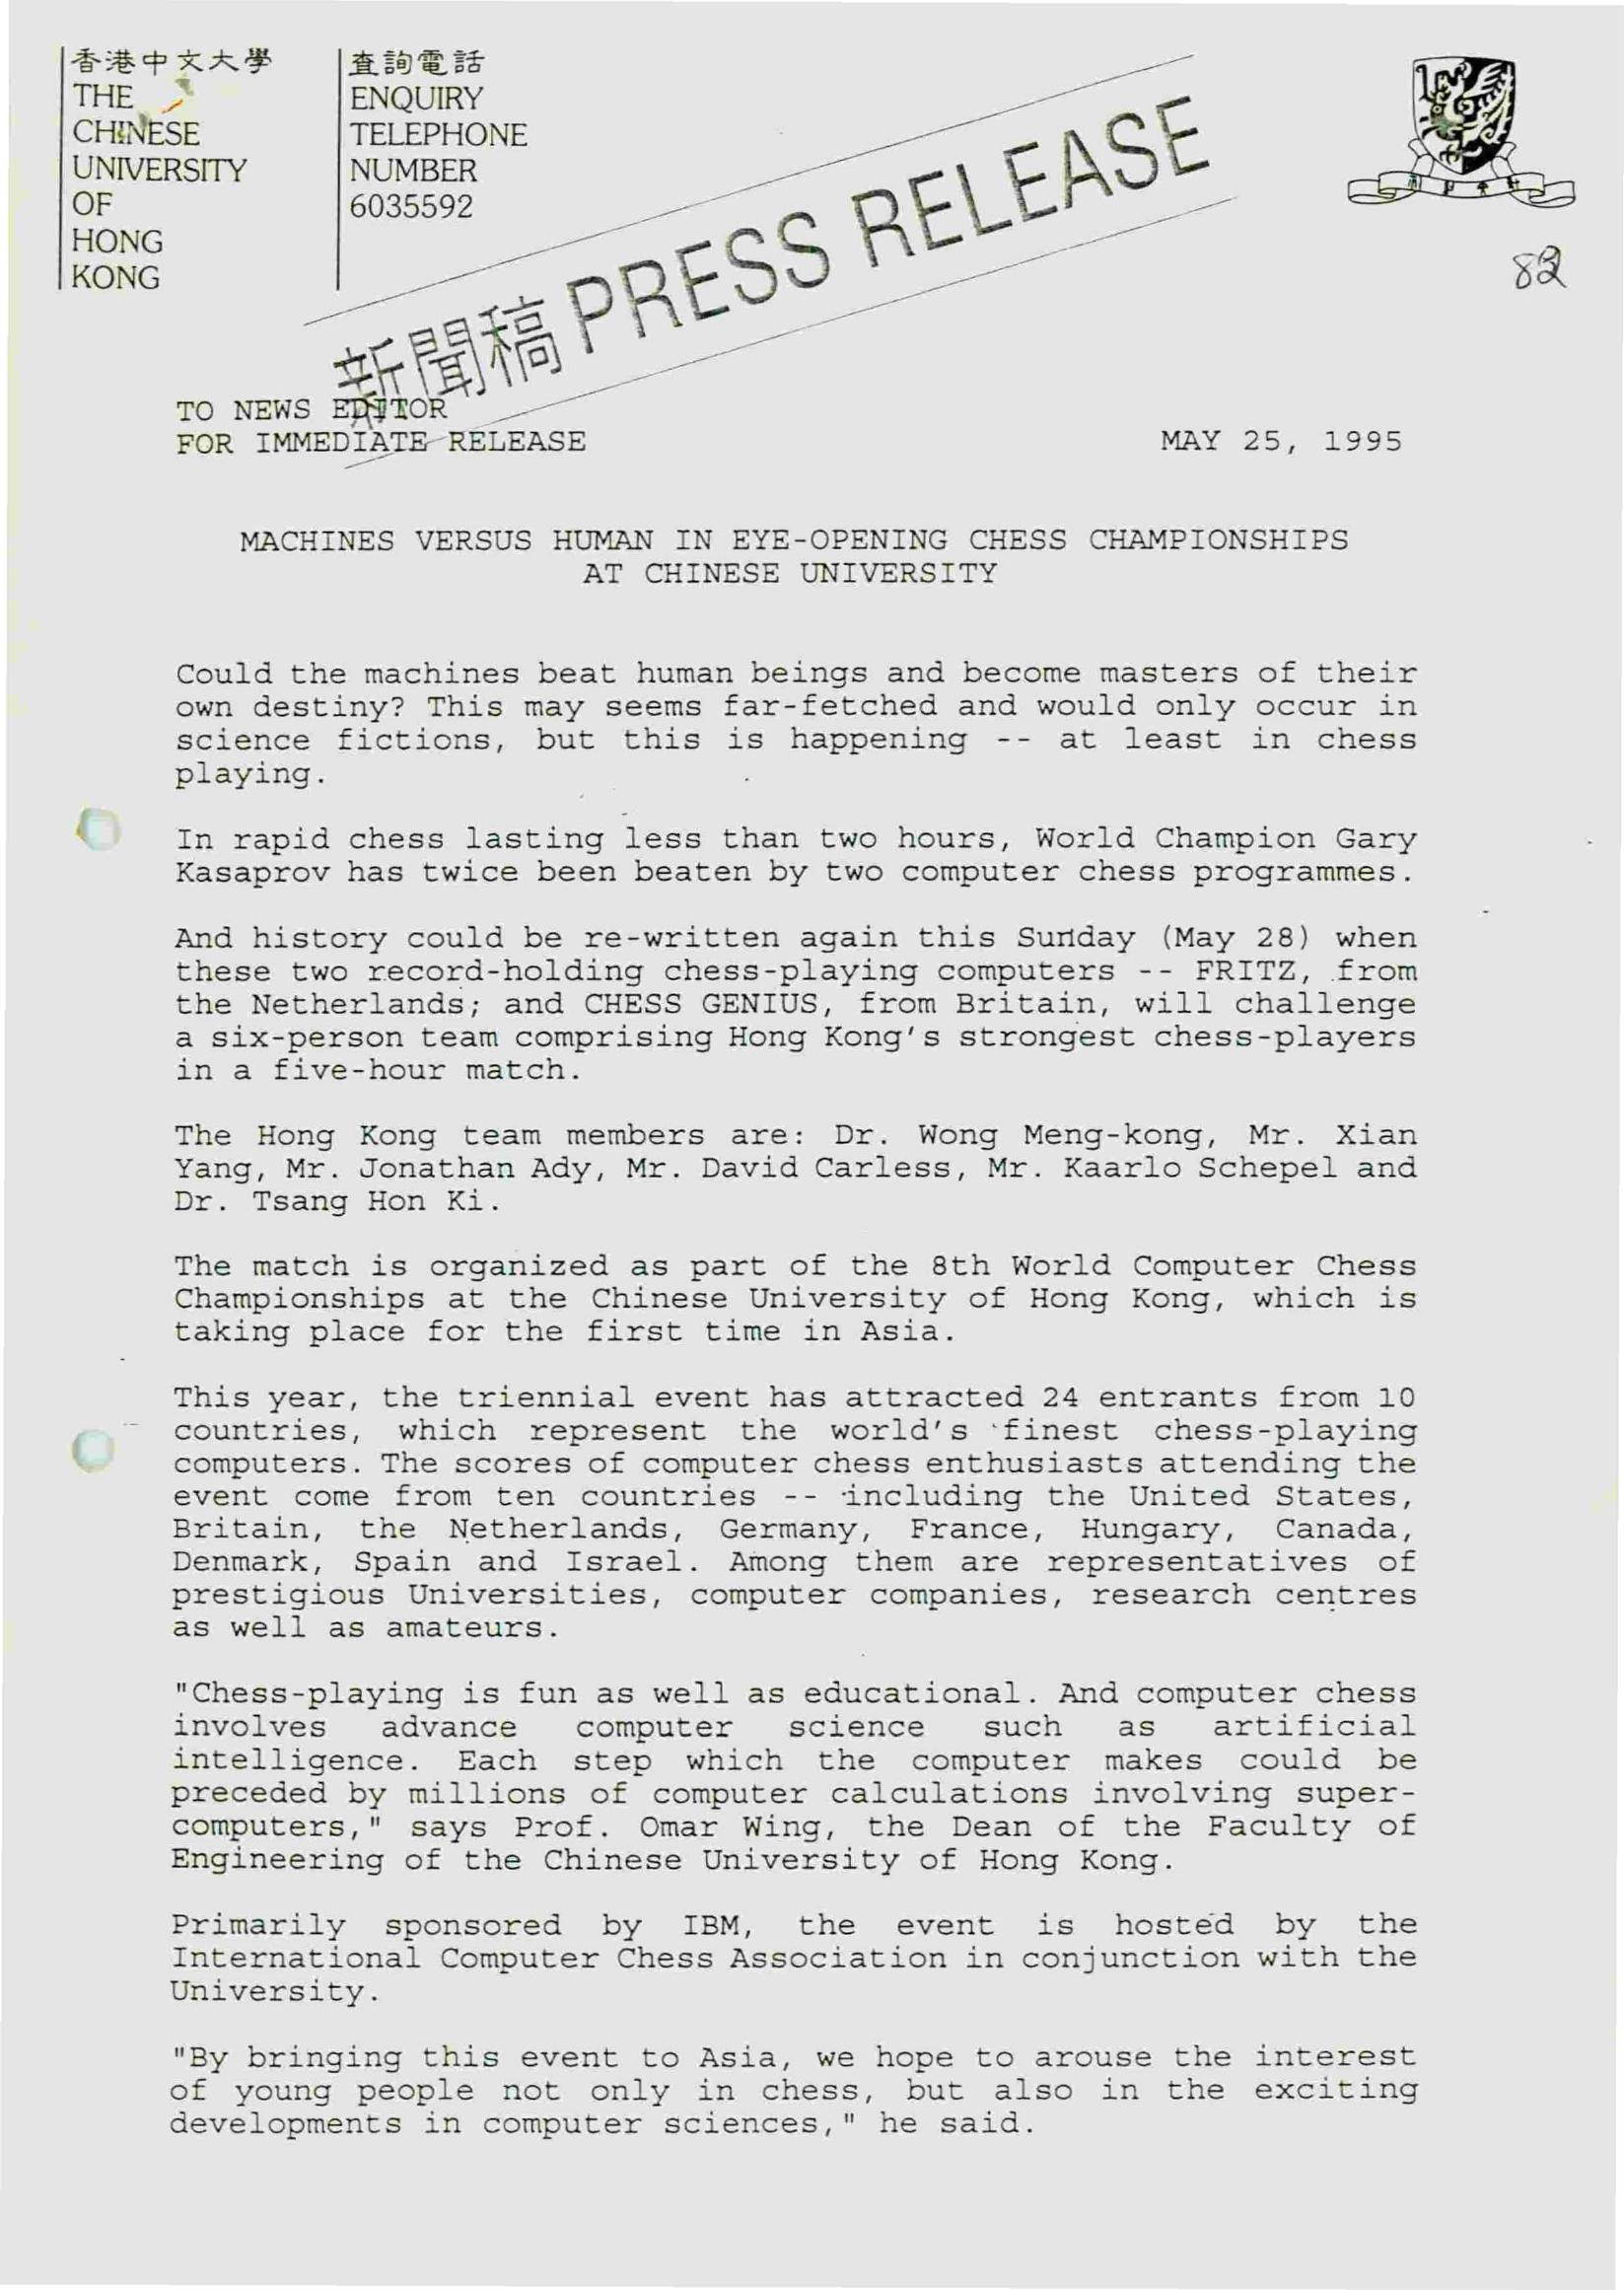 香港中文大學
THE
CHINESE
UNIVERSITY
OF
HONG
KONG
查詢電話
ENQUIRY
TELEPHONE
NUMBER
6035592
新聞稿 PRESS RELEASE
82
TO NEWS EDITOR
FOR IMMEDIATE RELEASE MAY 25, 1995
MACHINES VERSUS HUMAN IN EYE-OPENING CHESS CHAMPIONSHIPS
AT CHINESE UNIVERSITY
Could the machines beat human beings and become masters of their
own destiny? This may seems far-fetched and would only occur in
science fictions, but this is happening -- at least in chess
playing.
In rapid chess lasting less than two hours, World Champion Gary
Kasaprov has twice been beaten by two computer chess programmes.
And history could be re-written again this Sunday (May 28) when
these two record-holding chess-playing computers -- FRITZ, from
the Netherlands; and CHESS GENIUS, from Britain, will challenge
a six-person team comprising Hong Kong's strongest chess-players
in a five-hour match.
The Hong Kong team members are: Dr. Wong Meng-kong, Mr. Xian
Yang, Mr. Jonathan Ady, Mr. David Carless, Mr. Kaarlo Schepel and
Dr. Tsang Hon Ki.
The match is organized as part of the 8th World Computer Chess
Championships at the Chinese University of Hong Kong, which is
taking place for the first time in Asia.
This year, the triennial event has attracted 24 entrants from 10
countries, which represent the world's finest chess-playing
computers. The scores of computer chess enthusiasts attending the
event come from ten countries -- including the United States,
Britain, the Netherlands, Germany, France, Hungary, Canada,
Denmark, Spain and Israel. Among them are representatives of
prestigious Universities, computer companies, research centres
as well as amateurs.
"Chess-playing is fun as well as educational. And computer chess
involves advance computer science such as artificial
intelligence. Each step which the computer makes could be
preceded by millions of computer calculations involving super-
computers," says Prof. Omar Wing, the Dean of the Faculty of
Engineering of the Chinese University of Hong Kong.
Primarily sponsored by IBM, the event is hosted by the
International Computer Chess Association in conjunction with the
University.
"By bringing this event to Asia, we hope to arouse the interest
of young people not only in chess, but also in the exciting
developments in computer sciences," he said.